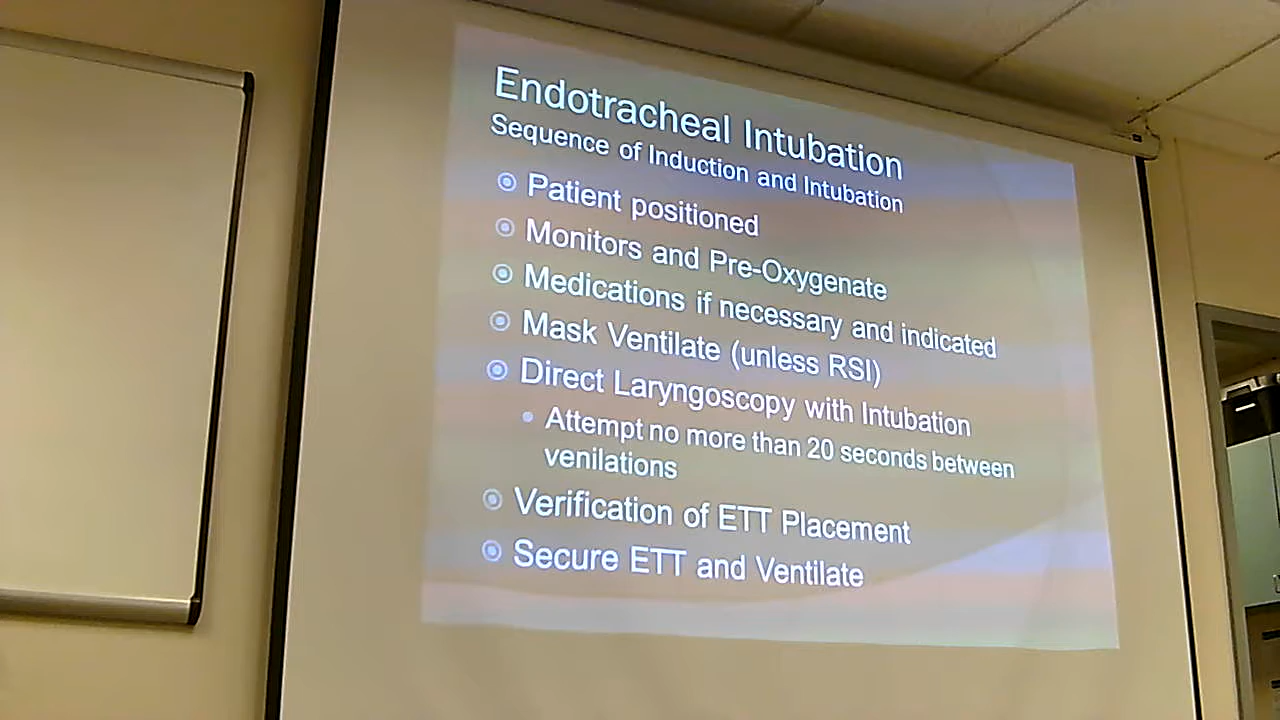 Endotracheal Intubation
Sequence of Induction and Intubation
Patient positioned
Monitors and Pre-Oxygenate
Medications if necessary and indicated
Mask Ventilate (unless RSI)
Direct Laryngoscopy with Intubation
Attempt no more than 20 seconds between
venilations
Verification of ETT Placement
Secure ETT and Ventilate